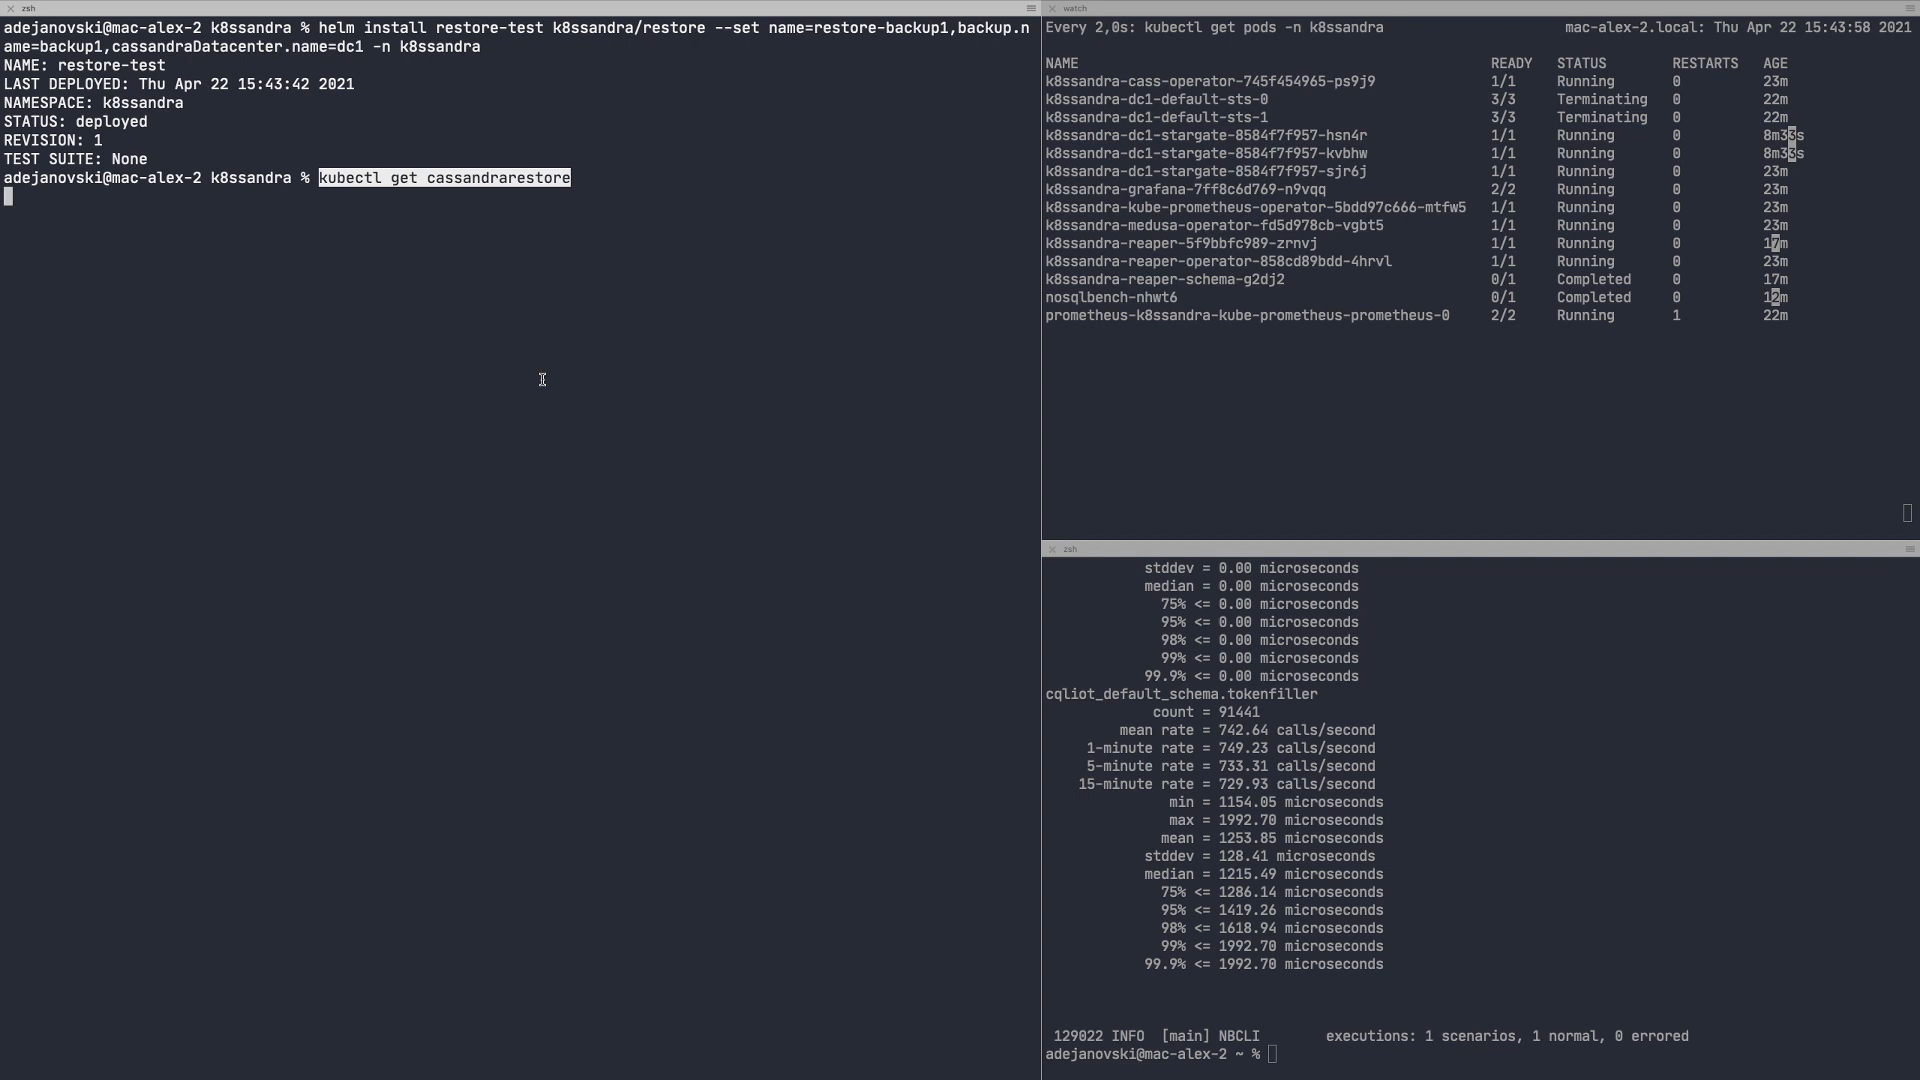 zsh
adejanovski@mac-alex-2 k8ssandra % helm install restore-test k8ssandra/restore --set name=restore-backup1,backup.n
ame=backup1,cassandraDatacenter.name=dc1 -n k8ssandra
NAME: restore-test
LAST DEPLOYED: Thu Apr 22 15:43:42 2021
NAMESPACE: k8ssandra
STATUS: deployed
REVISION: 1
TEST SUITE: None
adejanovski@mac-alex-2 k8ssandra % kubectl get cassandrarestore
watch
Every 2,0s: kubectl get pods -n k8ssandra mac-alex-2.local: Thu Apr 22 15:43:58 2021
NAME READY STATUS RESTARTS AGE
k8ssandra-cass-operator-745f454965-ps9j9 1/1 Running 0 23m
k8ssandra-dc1-default-sts-0 3/3 Terminating 0 22m
k8ssandra-dc1-default-sts-1 3/3 Terminating 0 22m
k8ssandra-dc1-stargate-8584f7f957-hsn4r 1/1 Running 0 8m33s
k8ssandra-dc1-stargate-8584f7f957-kvbhw 1/1 Running 0 8m33s
k8ssandra-dc1-stargate-8584f7f957-sjr6j 1/1 Running 0 23m
k8ssandra-grafana-7ff8c6d769-n9vqq 2/2 Running 0 23m
k8ssandra-kube-prometheus-operator-5bdd97c666-mtfw5 1/1 Running 0 23m
k8ssandra-medusa-operator-fd5d978cb-vgbt5 1/1 Running 0 23m
k8ssandra-reaper-5f9bbfc989-zrnvj 1/1 Running 0 17m
k8ssandra-reaper-operator-858cd89bdd-4hrvl 1/1 Running 0 23m
k8ssandra-reaper-schema-g2dj2 0/1 Completed 0 17m
nosqlbench-nhwt6 0/1 Completed 0 12m
prometheus-k8ssandra-kube-prometheus-prometheus-0 2/2 Running 1 22m
zsh
stddev = 0.00 microseconds
median = 0.00 microseconds
75% <= 0.00 microseconds
95% <= 0.00 microseconds
98% <= 0.00 microseconds
99% <= 0.00 microseconds
99.9% <= 0.00 microseconds
cqliot_default_schema.tokenfiller
count = 91441
mean rate = 742.64 calls/second
1-minute rate = 749.23 calls/second
5-minute rate = 733.31 calls/second
15-minute rate = 729.93 calls/second
min = 1154.05 microseconds
max = 1992.70 microseconds
mean = 1253.85 microseconds
stddev = 128.41 microseconds
median = 1215.49 microseconds
75% <= 1286.14 microseconds
95% <= 1419.26 microseconds
98% <= 1618.94 microseconds
99% <= 1992.70 microseconds
99.9% <= 1992.70 microseconds
129022 INFO [main] NBCLI executions: 1 scenarios, 1 normal, 0 errored
adejanovski@mac-alex-2 ~ %